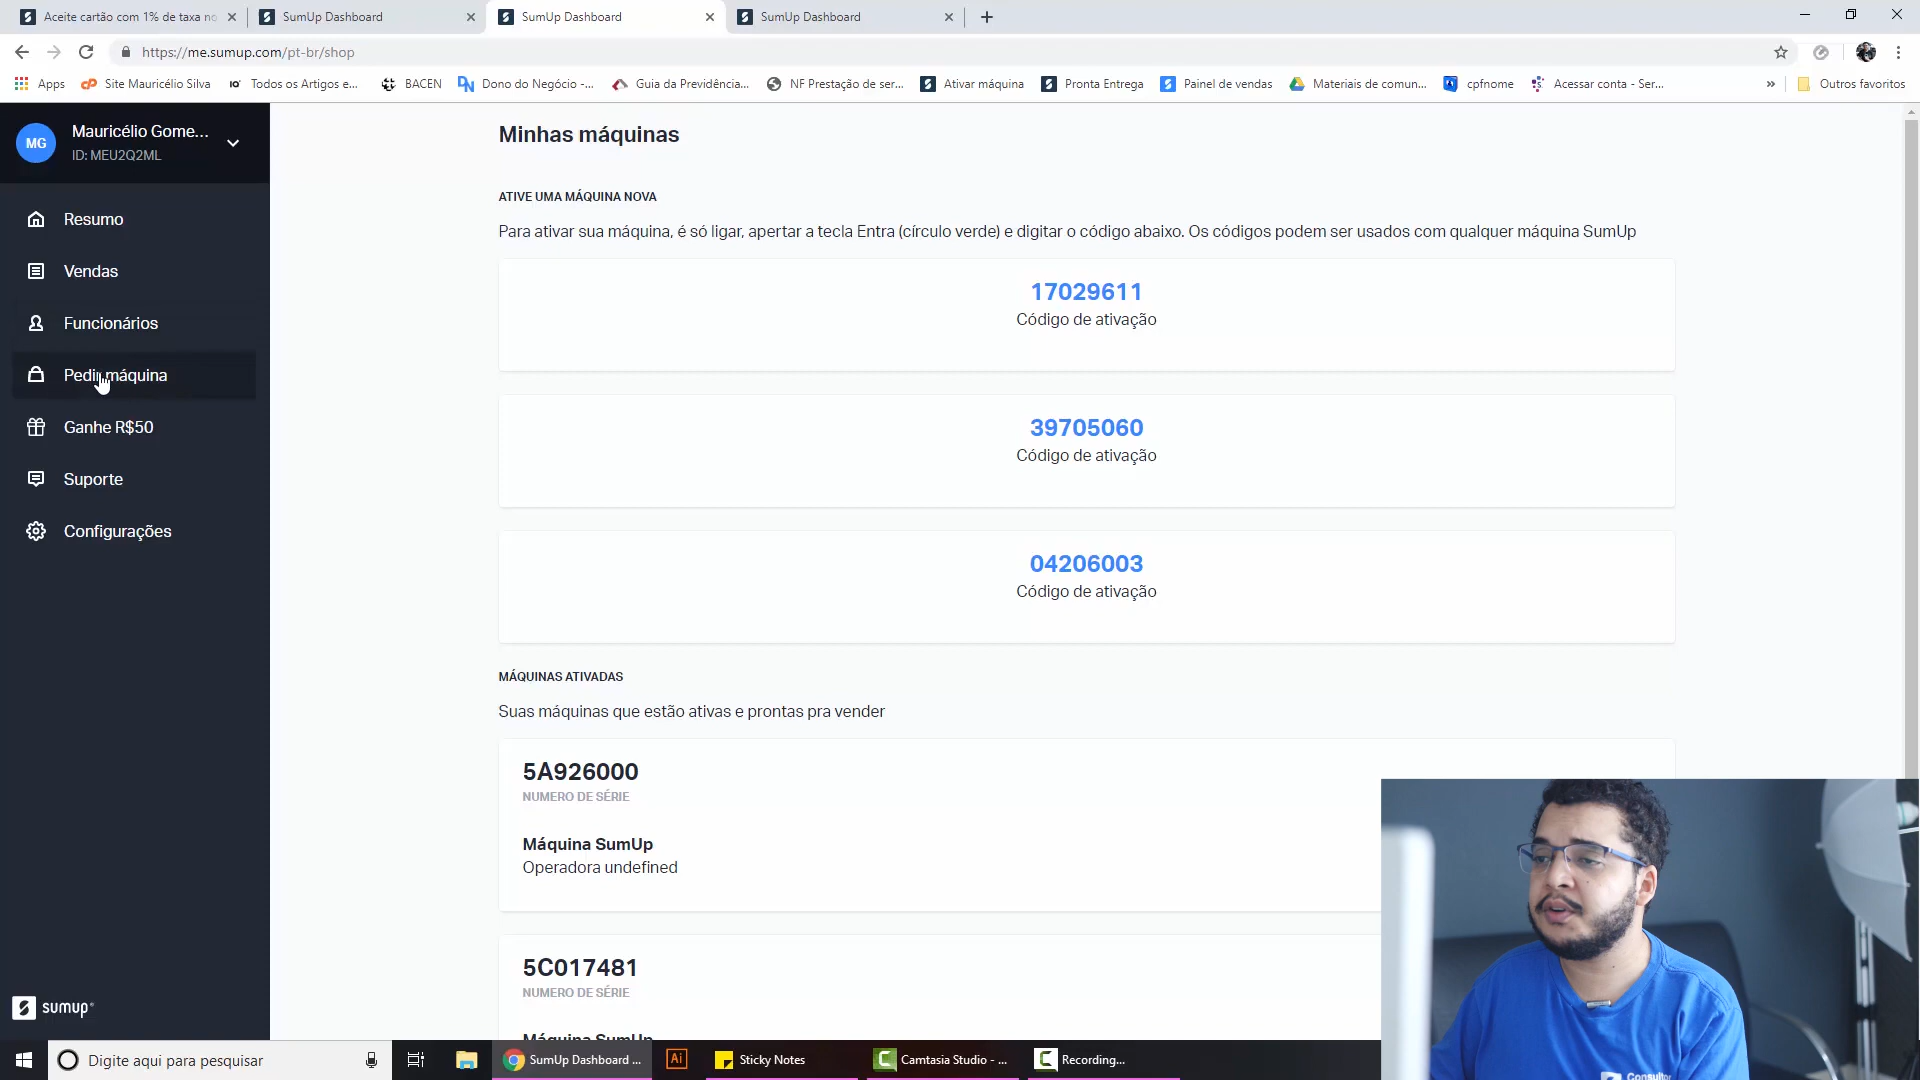 Aceite cartão com 1% de taxa no
SumUp Dashboard
SumUp Dashboard
SumUp Dashboard
https://me.sumup.com/pt-br/shop
Apps
Site Mauricélio Silva
Todos os Artigos e...
BACEN
Dono do Negócio -...
Guia da Previdência...
NF Prestação de ser...
Ativar máquina
Pronta Entrega
Painel de vendas
Materiais de comun...
cpfnome
Acessar conta - Ser...
»
Outros favoritos
MG
Mauricélio Gome...
ID: MEU2Q2ML
Resumo
Vendas
Funcionários
Pedir máquina
Ganhe R$50
Suporte
Configurações
sumup
Minhas máquinas
ATIVE UMA MÁQUINA NOVA
Para ativar sua máquina, é só ligar, apertar a tecla Entra (círculo verde) e digitar o código abaixo. Os códigos podem ser usados com qualquer máquina SumUp
17029611
Código de ativação
39705060
Código de ativação
04206003
Código de ativação
MÁQUINAS ATIVADAS
Suas máquinas que estão ativas e prontas pra vender
5A926000
NUMERO DE SÉRIE
Máquina SumUp
Operadora undefined
5C017481
NUMERO DE SÉRIE
Máquina SumUp
Consultor
Digite aqui para pesquisar
SumUp Dashboard ...
Ai
Sticky Notes
Camtasia Studio - ...
Recording...